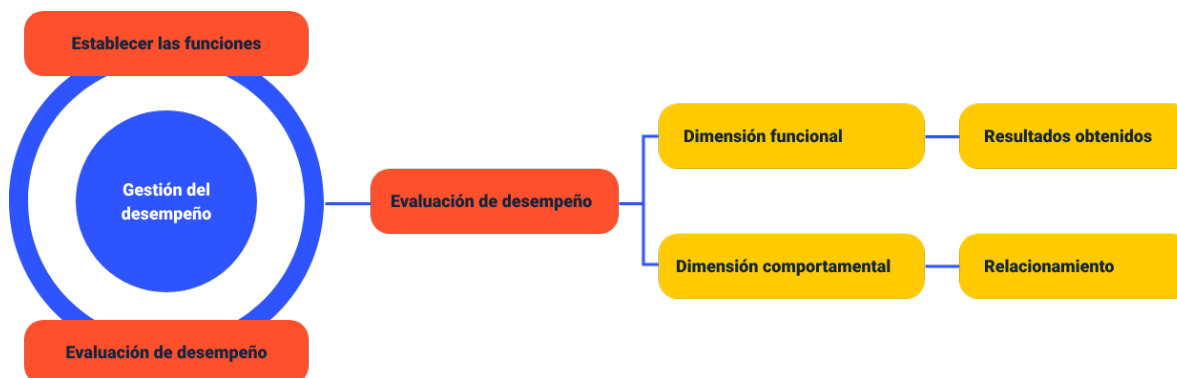 Establecer las funciones
Gestión del
desempeño
Evaluación de desempeño
Evaluación de desempeño
Dimensión funcional
Resultados obtenidos
Dimensión comportamental
Relacionamiento